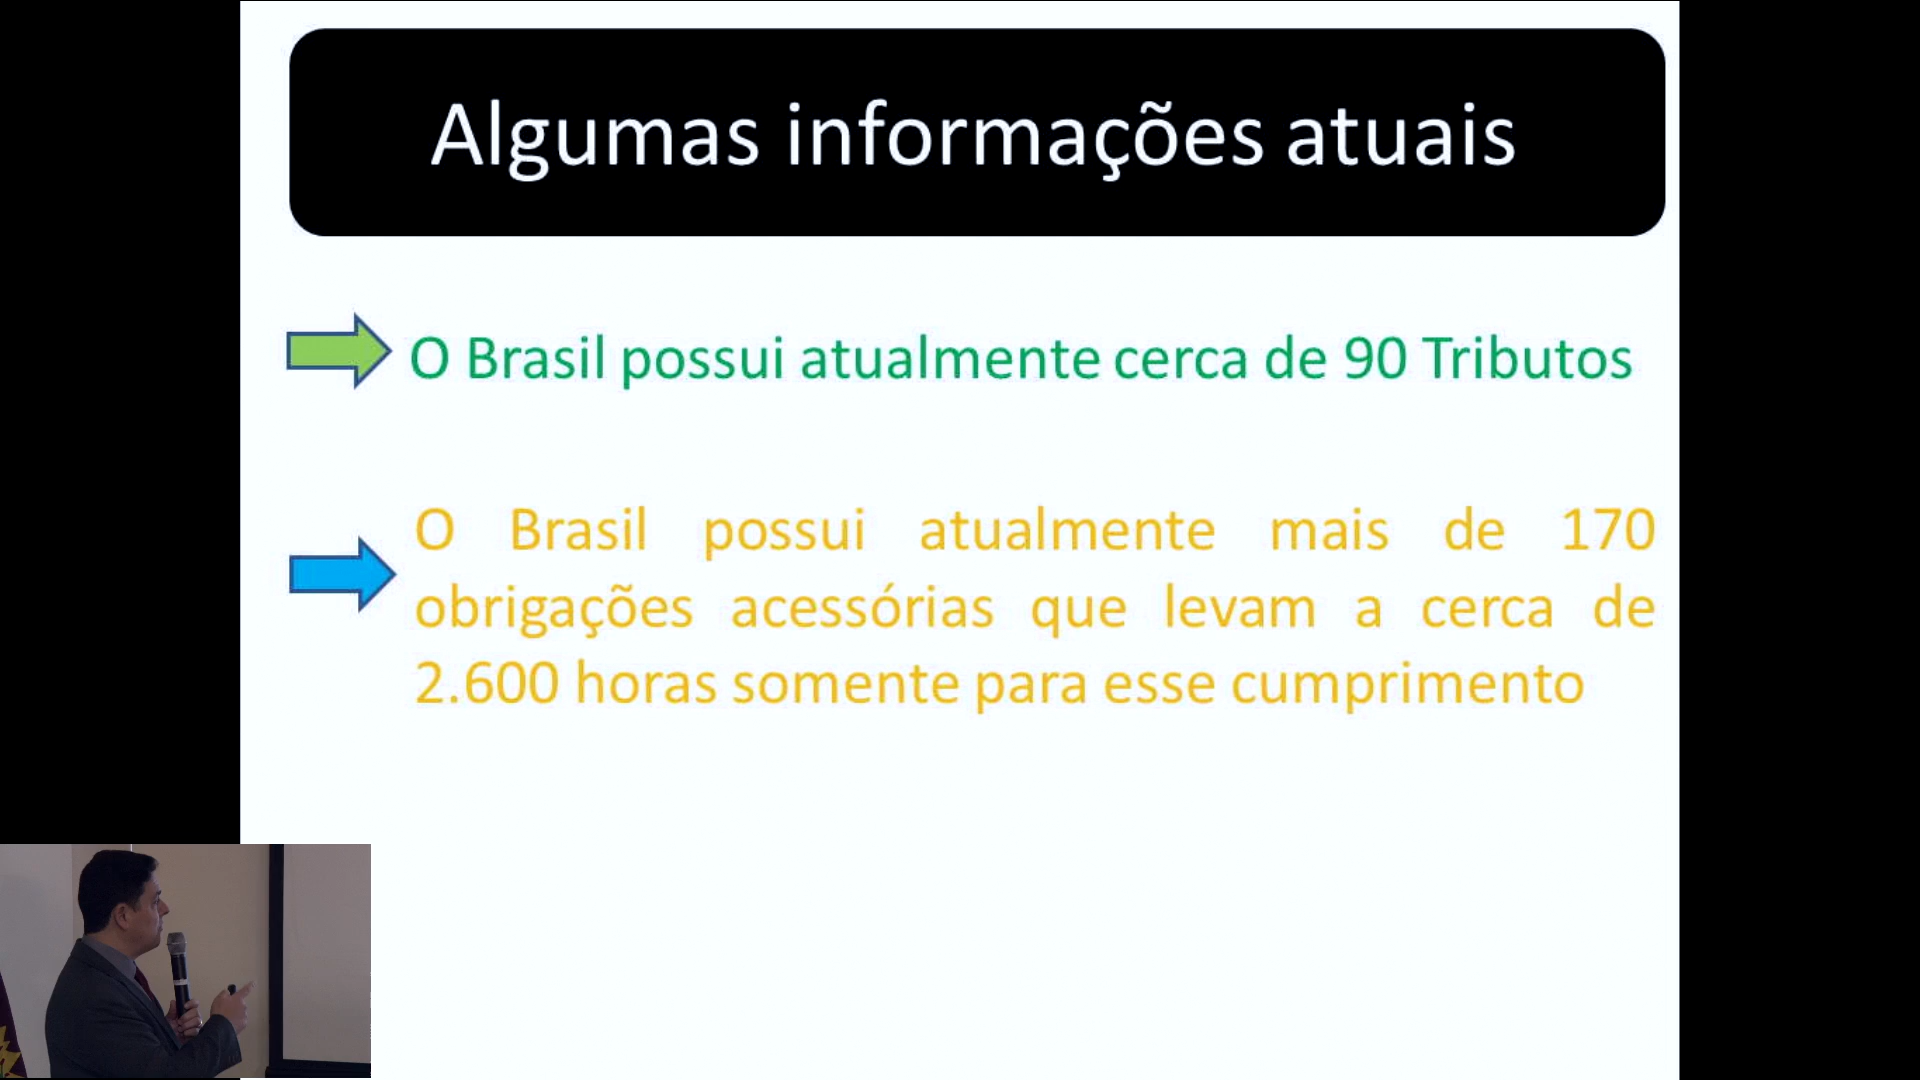 Algumas informações atuais
O Brasil possui atualmente cerca de 90 Tributos
O Brasil possui atualmente mais de 170
obrigações acessórias que levam a cerca de
2.600 horas somente para esse cumprimento